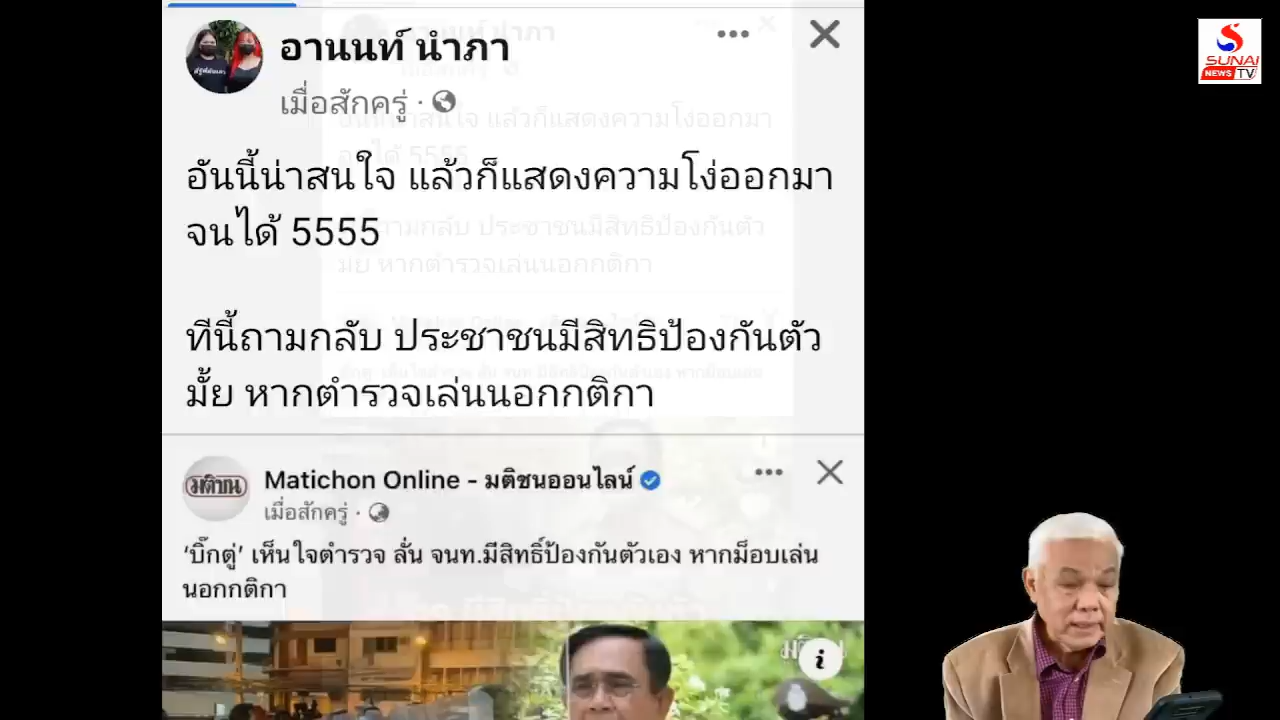 อานนท์ นำภา
เมื่อสักครู่ ·
อันนี้น่าสนใจ แล้วก็แสดงความโง่ออกมา
จนได้ 5555
ทีนี้ถามกลับ ประชาชนมีสิทธิป้องกันตัว
มั้ย หากตำรวจเล่นนอกกติกา
มติชน
Matichon Online - มติชนออนไลน์
เมื่อสักครู่ ·
‘บิ๊กตู่’ เห็นใจตำรวจ ลั่น จนท.มีสิทธิ์ป้องกันตัวเอง หากม็อบเล่น
นอกกติกา
SUNAI
NEWS TV